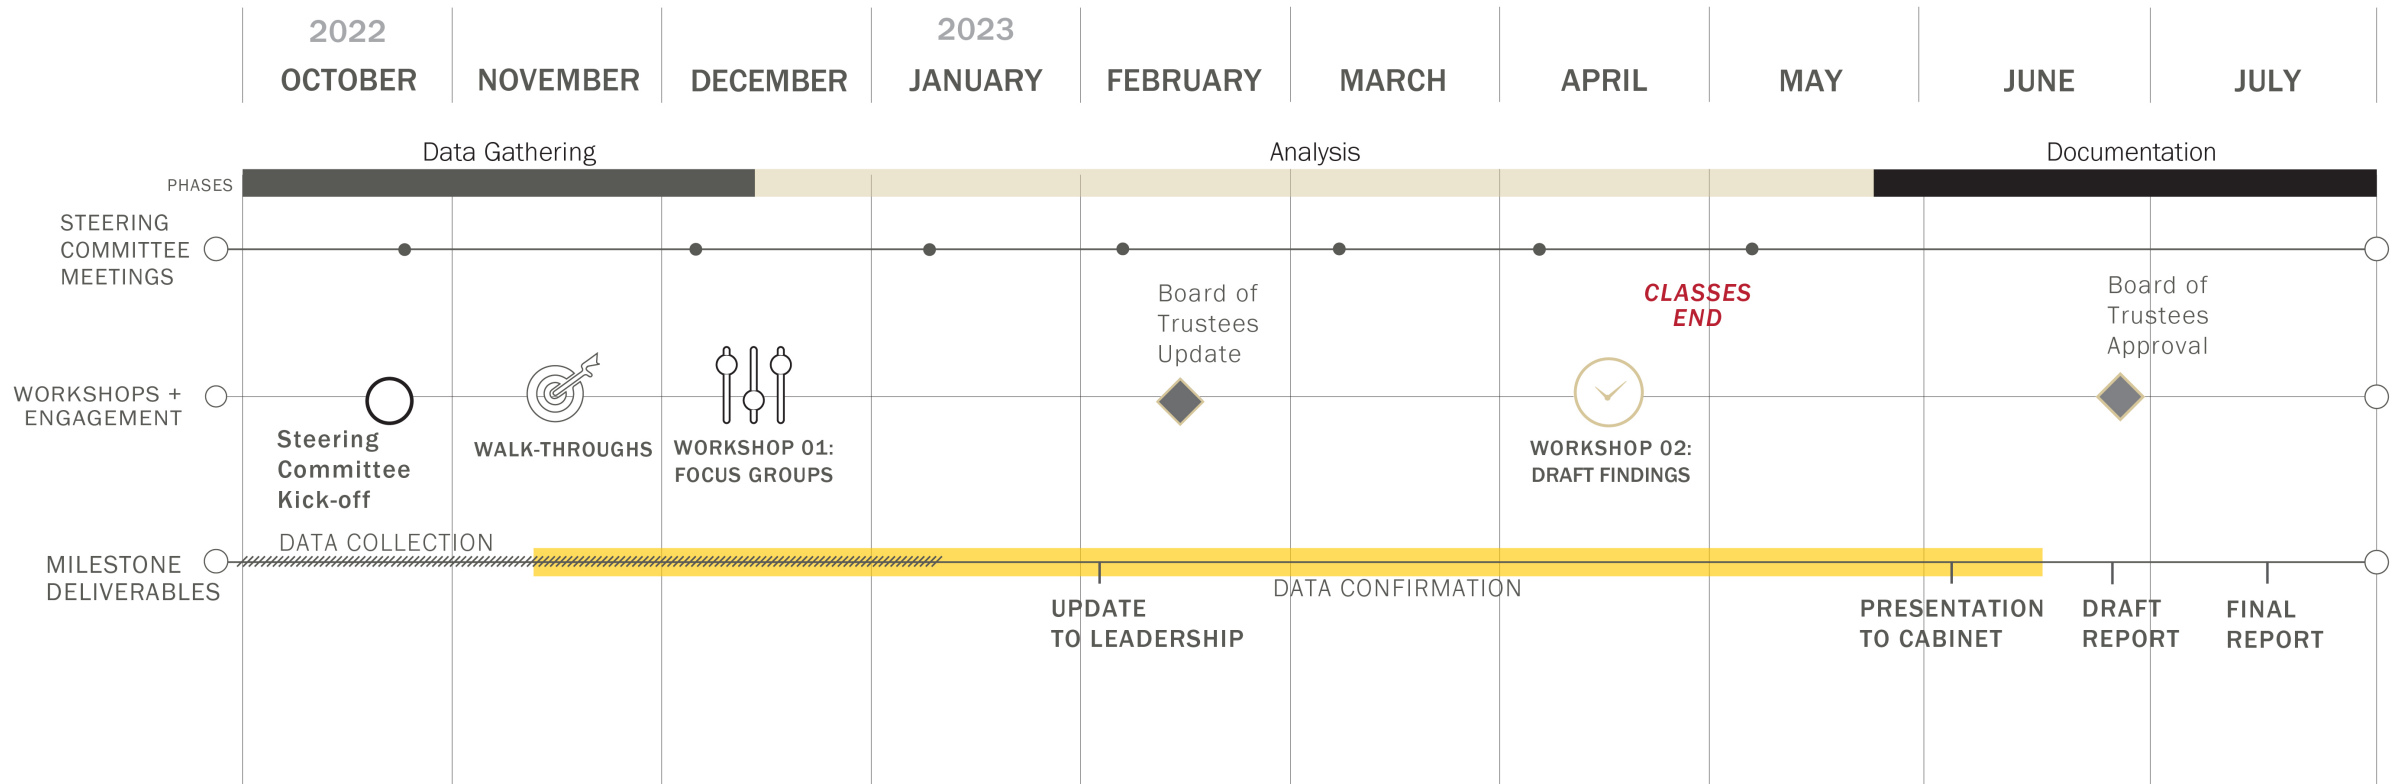 2022
2023
OCTOBER
NOVEMBER
DECEMBER
JANUARY
FEBRUARY
MARCH
APRIL
MAY
JUNE
JULY
Data Gathering
Analysis
Documentation
PHASES
STEERING
COMMITTEE
MEETINGS
Board of
Trustees
Update
CLASSES
END
Board of
Trustees
Approval
WORKSHOPS +
ENGAGEMENT
Steering
Committee
Kick-off
WALK-THROUGHS
WORKSHOP 01:
FOCUS GROUPS
WORKSHOP 02:
DRAFT FINDINGS
DATA COLLECTION
MILESTONE
DELIVERABLES
DATA CONFIRMATION
UPDATE
TO LEADERSHIP
PRESENTATION
TO CABINET
DRAFT
REPORT
FINAL
REPORT